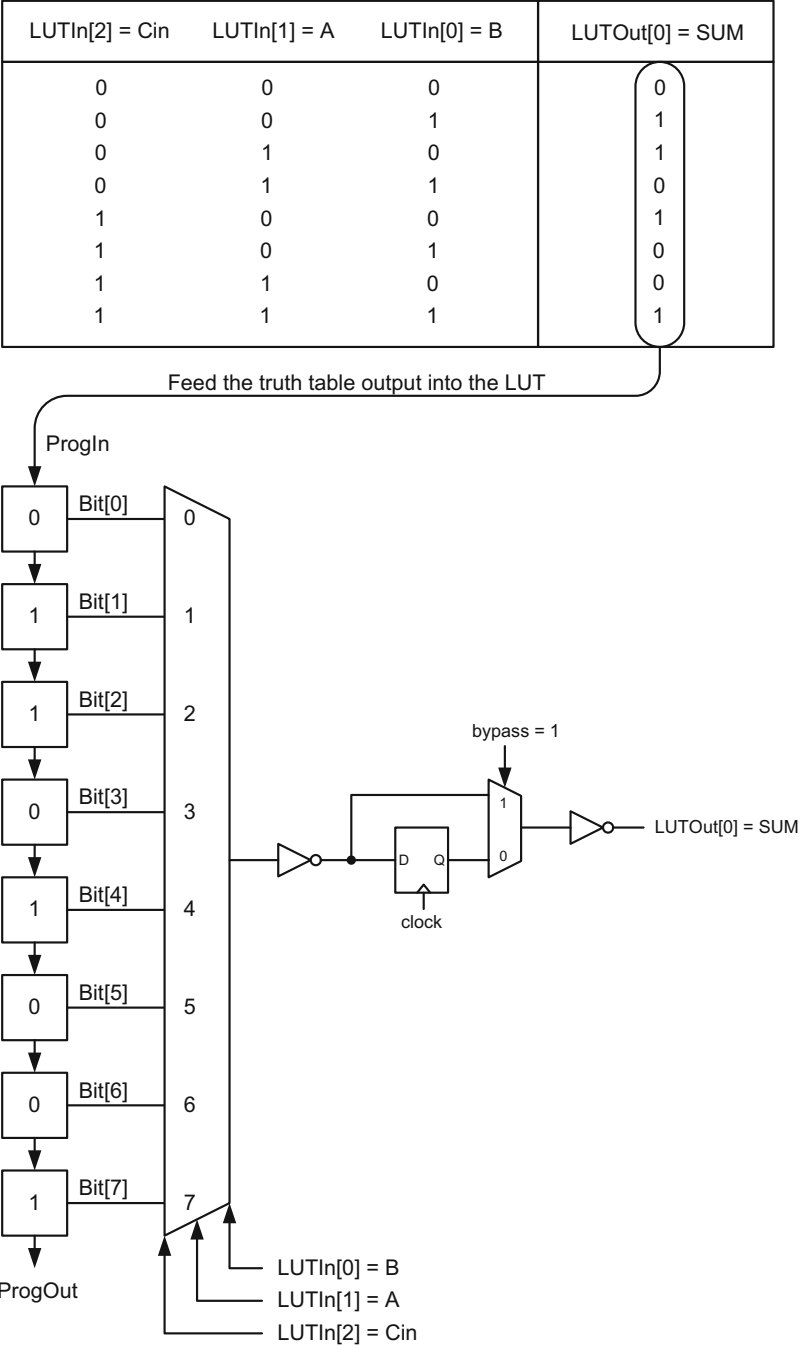 LUTIn[2] = Cin LUTIn[1] = A LUTIn[0] = B LUTOut[0] = SUM
0 0 0 0
0 0 1 1
0 1 0 1
0 1 1 0
1 0 0 1
1 0 1 0
1 1 0 0
1 1 1 1
Feed the truth table output into the LUT
ProgIn
0 Bit[0] 0
1 Bit[1] 1
1 Bit[2] 2
bypass = 1
0 Bit[3] 3
1
LUTOut[0] = SUM
D Q 0
1 Bit[4] 4
clock
0 Bit[5] 5
0 Bit[6] 6
1 Bit[7] 7
LUTIn[0] = B
ProgOut
LUTIn[1] = A
LUTIn[2] = Cin